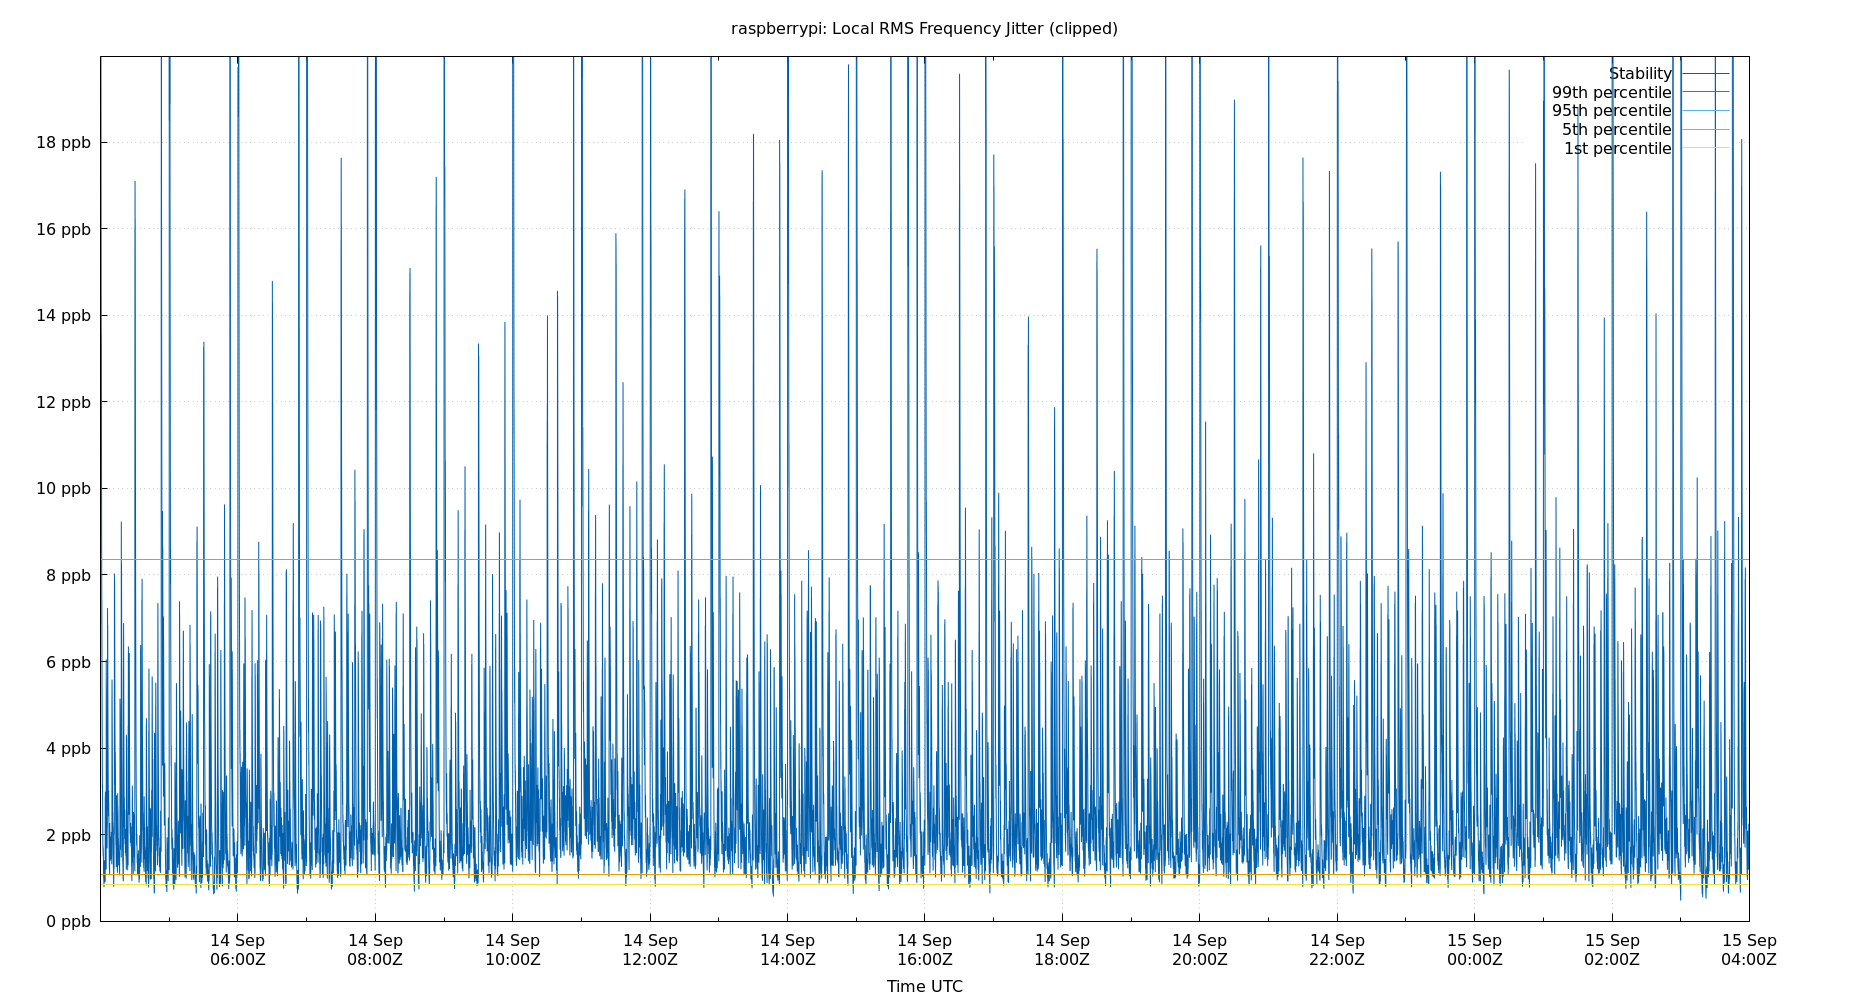 raspberrypi: Local RMS Frequency Jitter (clipped)
Stability
99th percentile
95th percentile
5th percentile
1st percentile
18 ppb
16 ppb
14 ppb
12 ppb
10 ppb
8 ppb
6 ppb
4 ppb
2 ppb
0 ppb
14 Sep 14 Sep 14 Sep 14 Sep 14 Sep 14 Sep 14 Sep 14 Sep 14 Sep 15 Sep 15 Sep 15 Sep
06:00Z 08:00Z 10:00Z 12:00Z 14:00Z 16:00Z 18:00Z 20:00Z 22:00Z 00:00Z 02:00Z 04:00Z
Time UTC